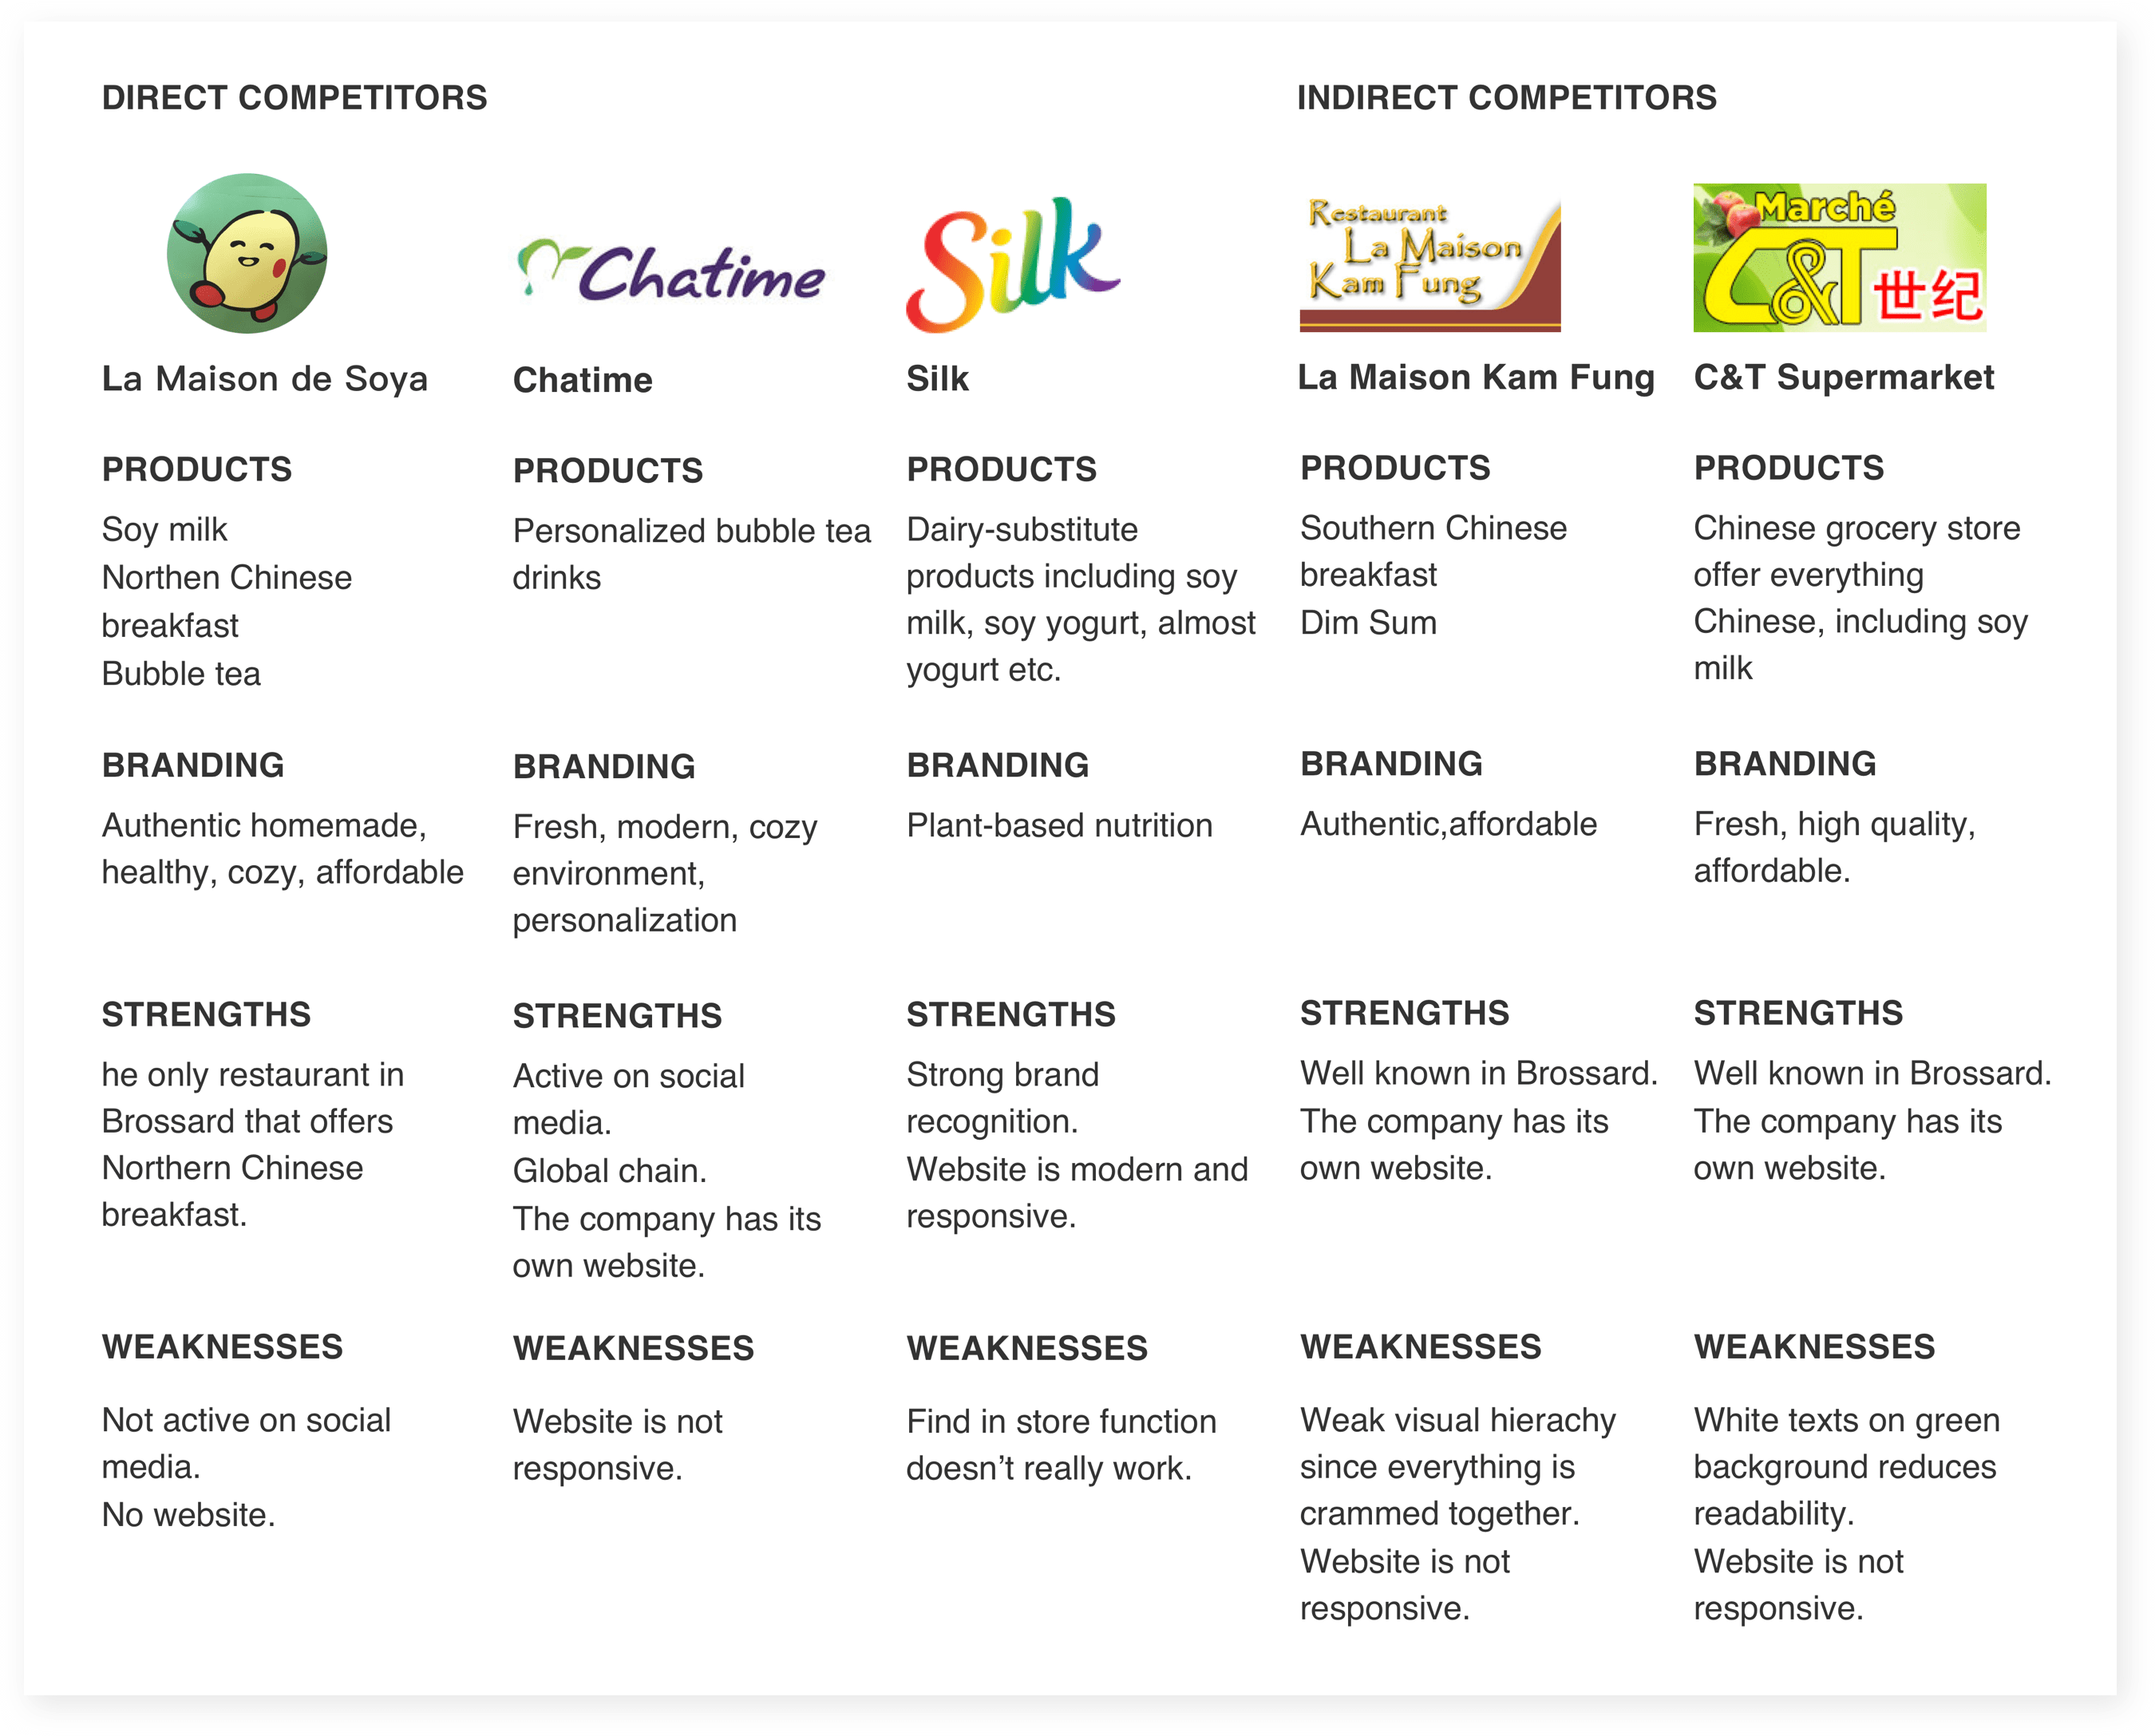 DIRECT COMPETITORS
INDIRECT COMPETITORS
Chatime
Silk
Restaurant
La Maison
Kam Fung
Marché
C&T 世纪
La Maison de Soya
PRODUCTS
Soy milk
Northen Chinese
breakfast
Bubble tea
BRANDING
Authentic homemade,
healthy, cozy, affordable
STRENGTHS
he only restaurant in
Brossard that offers
Northern Chinese
breakfast.
WEAKNESSES
Not active on social
media.
No website.
Chatime
PRODUCTS
Personalized bubble tea
drinks
BRANDING
Fresh, modern, cozy
environment,
personalization
STRENGTHS
Active on social
media.
Global chain.
The company has its
own website.
WEAKNESSES
Website is not
responsive.
Silk
PRODUCTS
Dairy-substitute
products including soy
milk, soy yogurt, almost
yogurt etc.
BRANDING
Plant-based nutrition
STRENGTHS
Strong brand
recognition.
Website is modern and
responsive.
WEAKNESSES
Find in store function
doesn’t really work.
La Maison Kam Fung
PRODUCTS
Southern Chinese
breakfast
Dim Sum
BRANDING
Authentic,affordable
STRENGTHS
Well known in Brossard.
The company has its
own website.
WEAKNESSES
Weak visual hierachy
since everything is
crammed together.
Website is not
responsive.
C&T Supermarket
PRODUCTS
Chinese grocery store
offer everything
Chinese, including soy
milk
BRANDING
Fresh, high quality,
affordable.
STRENGTHS
Well known in Brossard.
The company has its
own website.
WEAKNESSES
White texts on green
background reduces
readability.
Website is not
responsive.